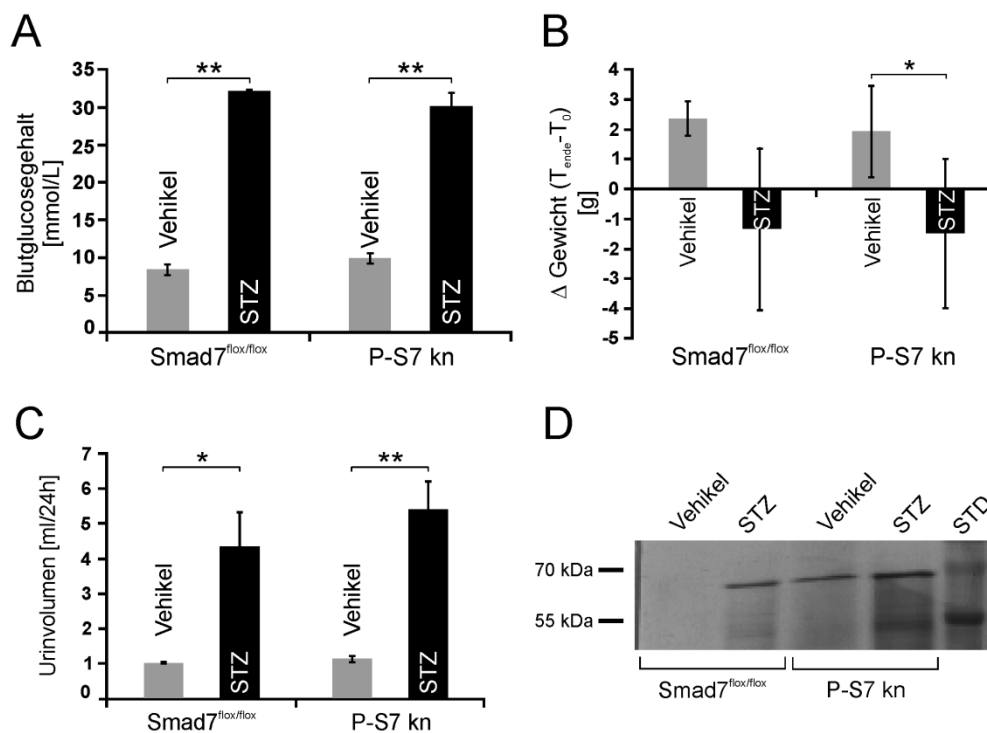 A
Blutglucosegehalt
[mmol/L]
35
30
25
20
15
10
5
0
**
**
Vehikel
STZ
Vehikel
STZ
Smad7flox/flox
P-S7 kn
B
Δ Gewicht (Tende-T0)
[g]
4
3
2
1
0
-1
-2
-3
-4
-5
*
Vehikel
STZ
Vehikel
STZ
Smad7flox/flox
P-S7 kn
C
Urinvolumen [ml/24h]
7
6
5
4
3
2
1
0
*
**
Vehikel
STZ
Vehikel
STZ
Smad7flox/flox
P-S7 kn
D
Vehikel
STZ
Vehikel
STZ
STD
70 kDa
55 kDa
Smad7flox/flox
P-S7 kn